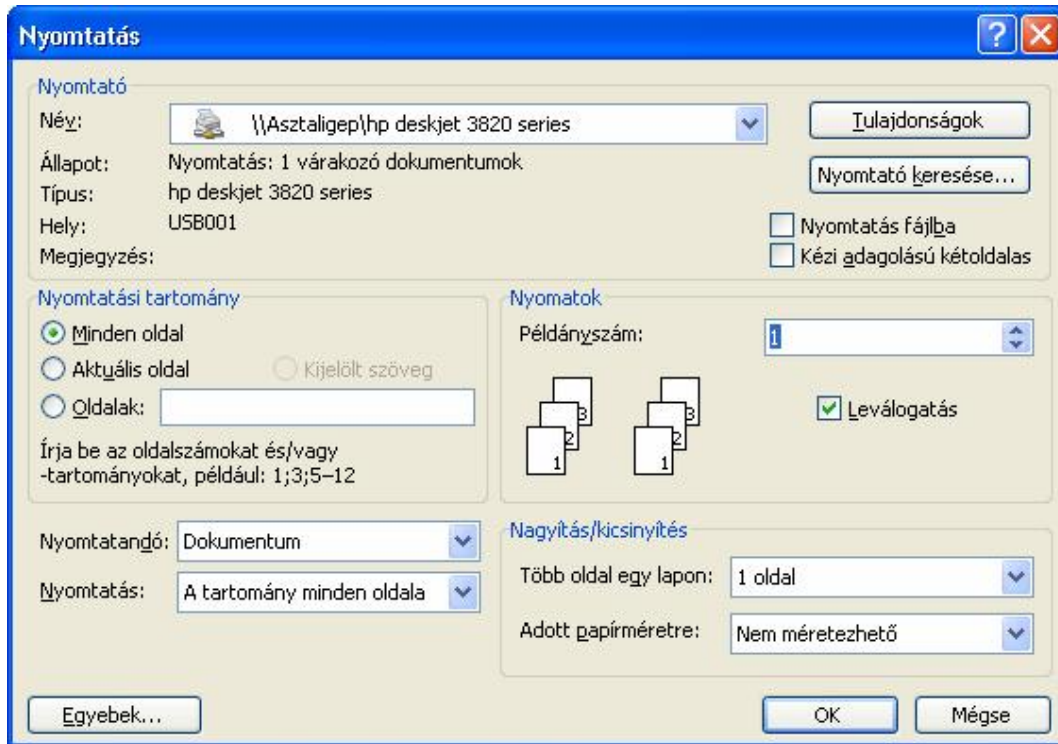 Nyomtatás
Nyomtató
Név: \\Asztaligep\hp deskjet 3820 series Tulajdonságok
Állapot: Nyomtatás: 1 várakozó dokumentumok Nyomtató keresése...
Típus: hp deskjet 3820 series
Hely: USB001 Nyomtatás fájlba
Megjegyzés: Kézi adagolású kétoldalas
Nyomtatási tartomány
Minden oldal
Aktuális oldal Kijelölt szöveg
Oldalak:
Írja be az oldalszámokat és/vagy
-tartományokat, például: 1;3;5–12
Nyomatok
Példányszám: 1
3 3
2 2
1 1
Leválogatás
Nyomtatandó: Dokumentum
Nyomtatás: A tartomány minden oldala
Nagyítás/kicsinyítés
Több oldal egy lapon: 1 oldal
Adott papírméretre: Nem méretezhető
Egyebek... OK Mégse